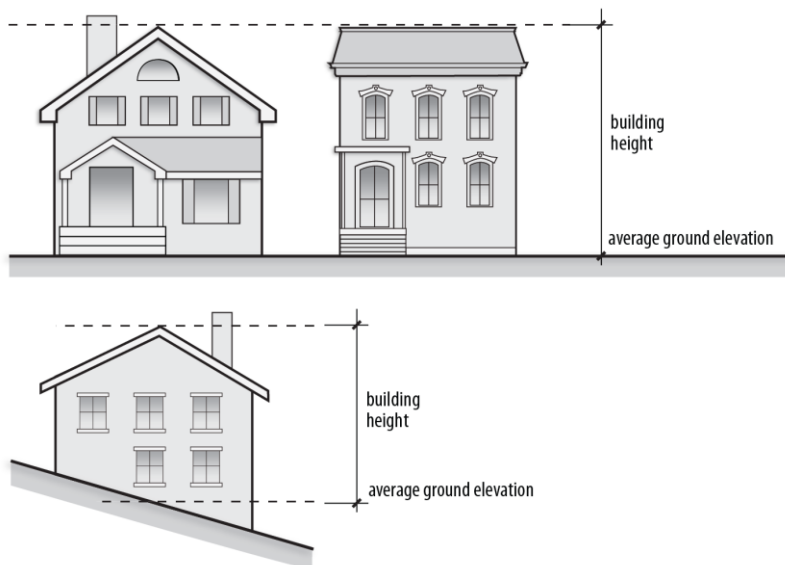 building
height
average ground elevation
building
height
average ground elevation